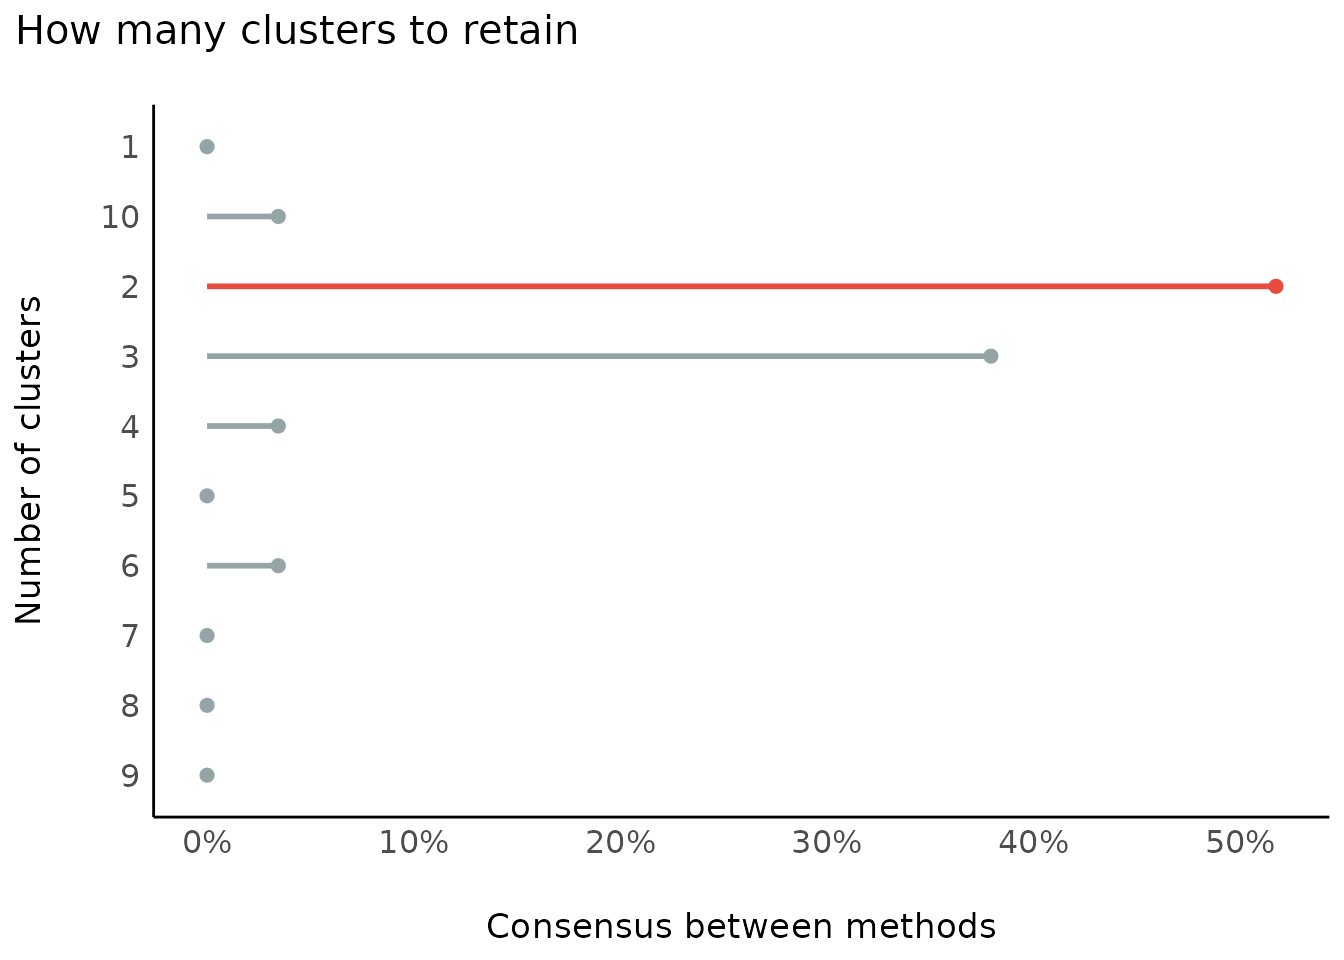 How many clusters to retain
Number of clusters
1
10
2
3
4
5
6
7
8
9
0% 10% 20% 30% 40% 50%
Consensus between methods